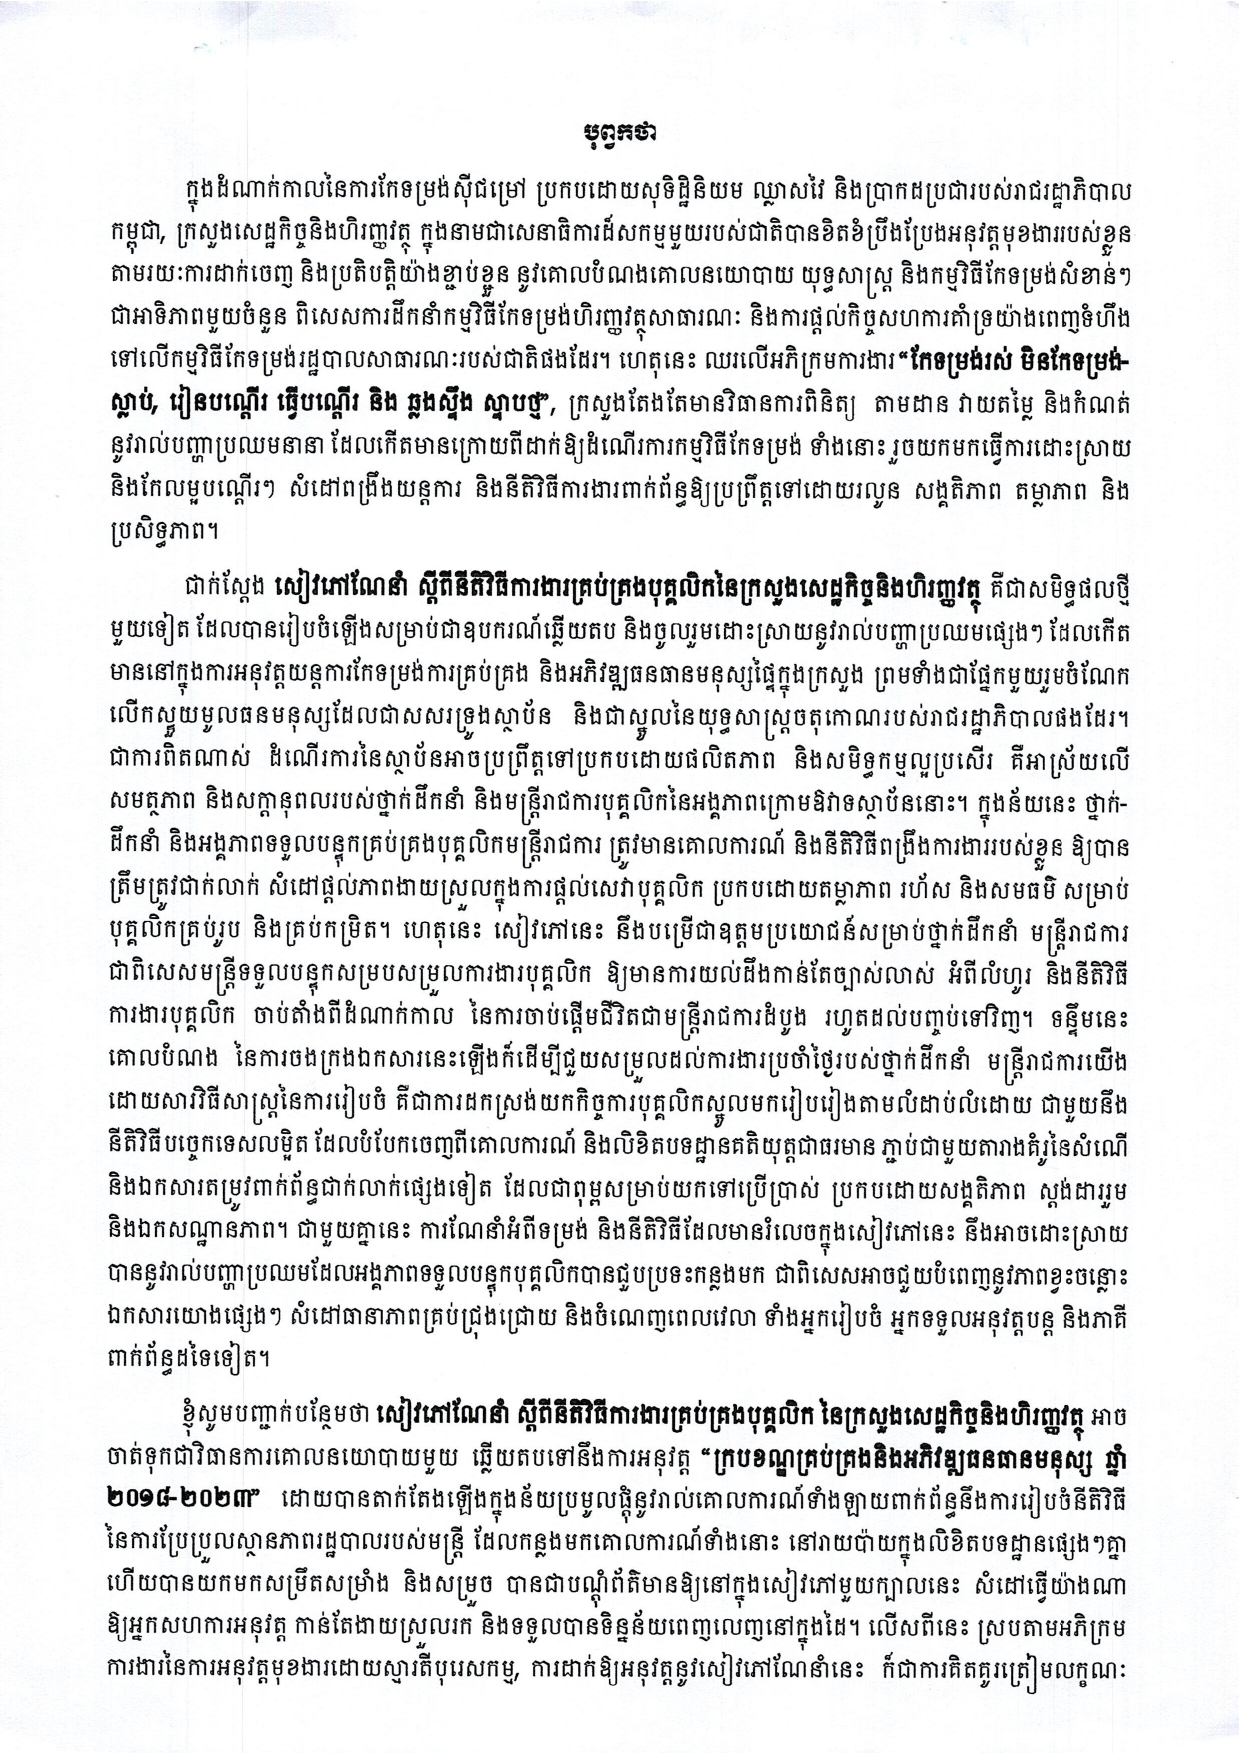 បុព្វកថា
ក្នុងដំណាក់កាលនៃការកែទម្រង់ស៊ីជម្រៅ ប្រកបដោយសុទិដ្ឋិនិយម ឈ្លាសវៃ និងប្រាកដប្រជារបស់រាជរដ្ឋាភិបាល
កម្ពុជា, ក្រសួងសេដ្ឋកិច្ចនិងហិរញ្ញវត្ថុ ក្នុងនាមជាសេនាធិការដ៏សកម្មមួយរបស់ជាតិបានខិតខំប្រឹងប្រែងអនុវត្តមុខងាររបស់ខ្លួន
តាមរយៈការដាក់ចេញ និងប្រតិបត្តិយ៉ាងខ្ជាប់ខ្ជួន នូវគោលបំណងគោលនយោបាយ យុទ្ធសាស្ត្រ និងកម្មវិធីកែទម្រង់សំខាន់ៗ
ជាអាទិភាពមួយចំនួន ពិសេសការដឹកនាំកម្មវិធីកែទម្រង់ហិរញ្ញវត្ថុសាធារណៈ និងការផ្តល់កិច្ចសហការគាំទ្រយ៉ាងពេញទំហឹង
ទៅលើកម្មវិធីកែទម្រង់រដ្ឋបាលសាធារណៈរបស់ជាតិផងដែរ។ ហេតុនេះ ឈរលើអភិក្រមការងារ“កែទម្រង់រស់ មិនកែទម្រង់-
ស្លាប់, រៀនបណ្តើរ ធ្វើបណ្តើរ និង ឆ្លងស្ទឹង ស្ទាបថ្ម”, ក្រសួងតែងតែមានវិធានការពិនិត្យ តាមដាន វាយតម្លៃ និងកំណត់
នូវរាល់បញ្ហាប្រឈមនានា ដែលកើតមានក្រោយពីដាក់ឱ្យដំណើរការកម្មវិធីកែទម្រង់ ទាំងនោះ រួចយកមកធ្វើការដោះស្រាយ
និងកែលម្អបណ្តើរៗ សំដៅពង្រឹងយន្តការ និងនីតិវិធីការងារពាក់ព័ន្ធឱ្យប្រព្រឹត្តទៅដោយរលូន សង្គតិភាព តម្លាភាព និង
ប្រសិទ្ធភាព។
ជាក់ស្តែង សៀវភៅណែនាំ ស្តីពីនីតិវិធីការងារគ្រប់គ្រងបុគ្គលិកនៃក្រសួងសេដ្ឋកិច្ចនិងហិរញ្ញវត្ថុ គឺជាសមិទ្ធផលថ្មី
មួយទៀត ដែលបានរៀបចំឡើងសម្រាប់ជាឧបករណ៍ឆ្លើយតប និងចូលរួមដោះស្រាយនូវរាល់បញ្ហាប្រឈមផ្សេងៗ ដែលកើត
មាននៅក្នុងការអនុវត្តយន្តការកែទម្រង់ការគ្រប់គ្រង និងអភិវឌ្ឍធនធានមនុស្សផ្ទៃក្នុងក្រសួង ព្រមទាំងជាផ្នែកមួយរួមចំណែក
លើកស្ទួយមូលធនមនុស្សដែលជាសសរទ្រូងស្ថាប័ន និងជាស្នូលនៃយុទ្ធសាស្ត្រចតុកោណរបស់រាជរដ្ឋាភិបាលផងដែរ។
ជាការពិតណាស់ ដំណើរការនៃស្ថាប័នអាចប្រព្រឹត្តទៅប្រកបដោយផលិតភាព និងសមិទ្ធកម្មល្អប្រសើរ គឺអាស្រ័យលើ
សមត្ថភាព និងសក្តានុពលរបស់ថ្នាក់ដឹកនាំ និងមន្ត្រីរាជការបុគ្គលិកនៃអង្គភាពក្រោមឱវាទស្ថាប័ននោះ។ ក្នុងន័យនេះ ថ្នាក់-
ដឹកនាំ និងអង្គភាពទទួលបន្ទុកគ្រប់គ្រងបុគ្គលិកមន្ត្រីរាជការ ត្រូវមានគោលការណ៍ និងនីតិវិធីពង្រឹងការងាររបស់ខ្លួន ឱ្យបាន
ត្រឹមត្រូវជាក់លាក់ សំដៅផ្តល់ភាពងាយស្រួលក្នុងការផ្តល់សេវាបុគ្គលិក ប្រកបដោយតម្លាភាព រហ័ស និងសមធម៌ សម្រាប់
បុគ្គលិកគ្រប់រូប និងគ្រប់កម្រិត។ ហេតុនេះ សៀវភៅនេះ នឹងបម្រើជាឧត្តមប្រយោជន៍សម្រាប់ថ្នាក់ដឹកនាំ មន្ត្រីរាជការ
ជាពិសេសមន្ត្រីទទួលបន្ទុកសម្របសម្រួលការងារបុគ្គលិក ឱ្យមានការយល់ដឹងកាន់តែច្បាស់លាស់ អំពីលំហូរ និងនីតិវិធី
ការងារបុគ្គលិក ចាប់តាំងពីដំណាក់កាល នៃការចាប់ផ្តើមជីវិតជាមន្ត្រីរាជការដំបូង រហូតដល់បញ្ចប់ទៅវិញ។ ទន្ទឹមនេះ
គោលបំណង នៃការចងក្រងឯកសារនេះឡើងក៏ដើម្បីជួយសម្រួលដល់ការងារប្រចាំថ្ងៃរបស់ថ្នាក់ដឹកនាំ មន្ត្រីរាជការយើង
ដោយសារវិធីសាស្ត្រនៃការរៀបចំ គឺជាការដកស្រង់យកកិច្ចការបុគ្គលិកស្នូលមករៀបរៀងតាមលំដាប់លំដោយ ជាមួយនឹង
នីតិវិធីបច្ចេកទេសលម្អិត ដែលបំបែកចេញពីគោលការណ៍ និងលិខិតបទដ្ឋានគតិយុត្តជាធរមាន ភ្ជាប់ជាមួយតារាងគំរូនៃសំណើ
និងឯកសារតម្រូវពាក់ព័ន្ធជាក់លាក់ផ្សេងទៀត ដែលជាពុម្ពសម្រាប់យកទៅប្រើប្រាស់ ប្រកបដោយសង្គតិភាព ស្តង់ដាររួម
និងឯកសណ្ឋានភាព។ ជាមួយគ្នានេះ ការណែនាំអំពីទម្រង់ និងនីតិវិធីដែលមានរំលេចក្នុងសៀវភៅនេះ នឹងអាចដោះស្រាយ
បាននូវរាល់បញ្ហាប្រឈមដែលអង្គភាពទទួលបន្ទុកបុគ្គលិកបានជួបប្រទះកន្លងមក ជាពិសេសអាចជួយបំពេញនូវភាពខ្វះចន្លោះ
ឯកសារយោងផ្សេងៗ សំដៅធានាភាពគ្រប់ជ្រុងជ្រោយ និងចំណេញពេលវេលា ទាំងអ្នករៀបចំ អ្នកទទួលអនុវត្តបន្ត និងភាគី
ពាក់ព័ន្ធដទៃទៀត។
ខ្ញុំសូមបញ្ជាក់បន្ថែមថា សៀវភៅណែនាំ ស្តីពីនីតិវិធីការងារគ្រប់គ្រងបុគ្គលិក នៃក្រសួងសេដ្ឋកិច្ចនិងហិរញ្ញវត្ថុ អាច
ចាត់ទុកជាវិធានការគោលនយោបាយមួយ ឆ្លើយតបទៅនឹងការអនុវត្ត “ក្របខណ្ឌគ្រប់គ្រងនិងអភិវឌ្ឍធនធានមនុស្ស ឆ្នាំ
២០១៨-២០២៣” ដោយបានតាក់តែងឡើងក្នុងន័យប្រមូលផ្តុំនូវរាល់គោលការណ៍ទាំងឡាយពាក់ព័ន្ធនឹងការរៀបចំនីតិវិធី
នៃការប្រែប្រួលស្ថានភាពរដ្ឋបាលរបស់មន្ត្រី ដែលកន្លងមកគោលការណ៍ទាំងនោះ នៅរាយប៉ាយក្នុងលិខិតបទដ្ឋានផ្សេងៗគ្នា
ហើយបានយកមកសម្រឹតសម្រាំង និងសម្រួច បានជាបណ្តុំព័ត៌មានឱ្យនៅក្នុងសៀវភៅមួយក្បាលនេះ សំដៅធ្វើយ៉ាងណា
ឱ្យអ្នកសហការអនុវត្ត កាន់តែងាយស្រួលរក និងទទួលបានទិន្នន័យពេញលេញនៅក្នុងដៃ។ លើសពីនេះ ស្របតាមអភិក្រម
ការងារនៃការអនុវត្តមុខងារដោយស្មារតីបុរេសកម្ម, ការដាក់ឱ្យអនុវត្តនូវសៀវភៅណែនាំនេះ ក៏ជាការគិតគូរត្រៀមលក្ខណៈ